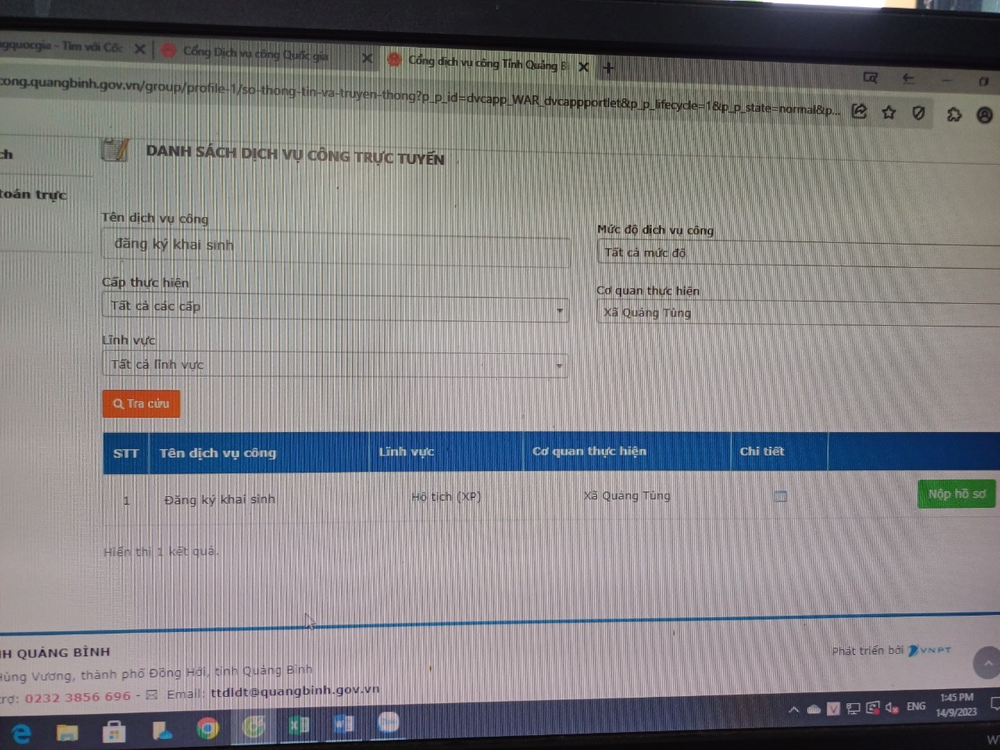 gquocgia - Tìm với Cốc
Cổng Dịch vụ công Quốc gia
Cổng dịch vụ công Tỉnh Quảng B
cong.quangbinh.gov.vn/group/profile-1/so-thong-tin-va-truyen-thong?p_p_id=dvcapp_WAR_dvcappportlet&p_p_lifecycle=1&p_p_state=normal&p...
ch
DANH SÁCH DỊCH VỤ CÔNG TRỰC TUYẾN
toán trực
Tên dịch vụ công
đăng ký khai sinh
Mức độ dịch vụ công
Tất cả mức độ
Cấp thực hiện
Tất cả các cấp
Cơ quan thực hiện
Xã Quảng Tùng
Lĩnh vực
Tất cả lĩnh vực
Tra cứu
STT Tên dịch vụ công Lĩnh vực Cơ quan thực hiện Chi tiết
1 Đăng ký khai sinh Hộ tịch (XP) Xã Quảng Tùng Nộp hồ sơ
Hiển thị 1 kết quả.
NH QUẢNG BÌNH
Hùng Vương, thành phố Đồng Hới, tỉnh Quảng Bình
trợ: 0232 3856 696 - Email: ttdldt@quangbinh.gov.vn
Phát triển bởi VNPT
ENG
1:45 PM
14/9/2023